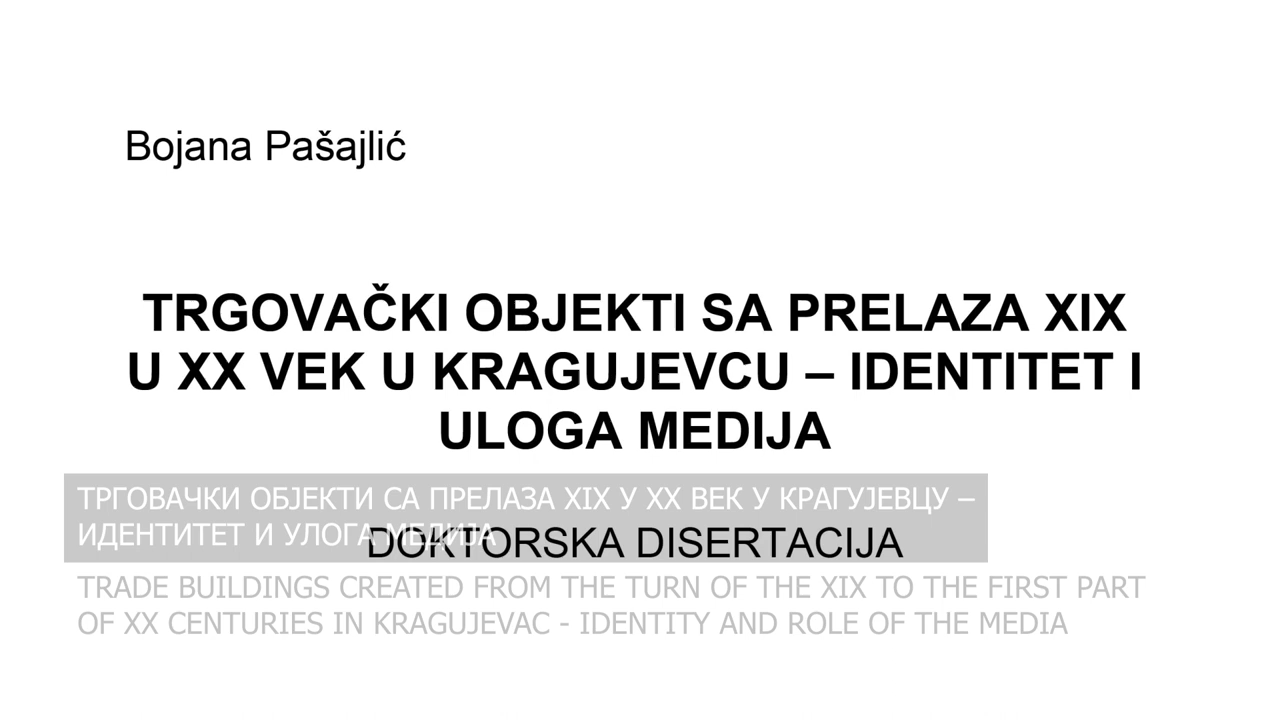 Bojana Pašajlić
TRGOVAČKI OBJEKTI SA PRELAZA XIX
U XX VEK U KRAGUJEVCU – IDENTITET I
ULOGA MEDIJA
ТРГОВАЧКИ ОБЈЕКТИ СА ПРЕЛАЗА XIX У XX ВЕК У КРАГУЈЕВЦУ –
ИДЕНТИТЕТ И УЛОГА МЕДИЈА
DOKTORSKA DISERTACIJA
TRADE BUILDINGS CREATED FROM THE TURN OF THE XIX TO THE FIRST PART
OF XX CENTURIES IN KRAGUJEVAC - IDENTITY AND ROLE OF THE MEDIA